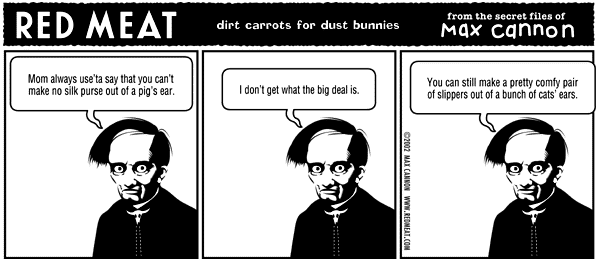 RED MEAT
dirt carrots for dust bunnies
from the secret files of
Max cannon
Mom always use'ta say that you can't
make no silk purse out of a pig's ear.
I don't get what the big deal is.
You can still make a pretty comfy pair
of slippers out of a bunch of cats' ears.
©2002 MAX CANNON WWW.REDMEAT.COM